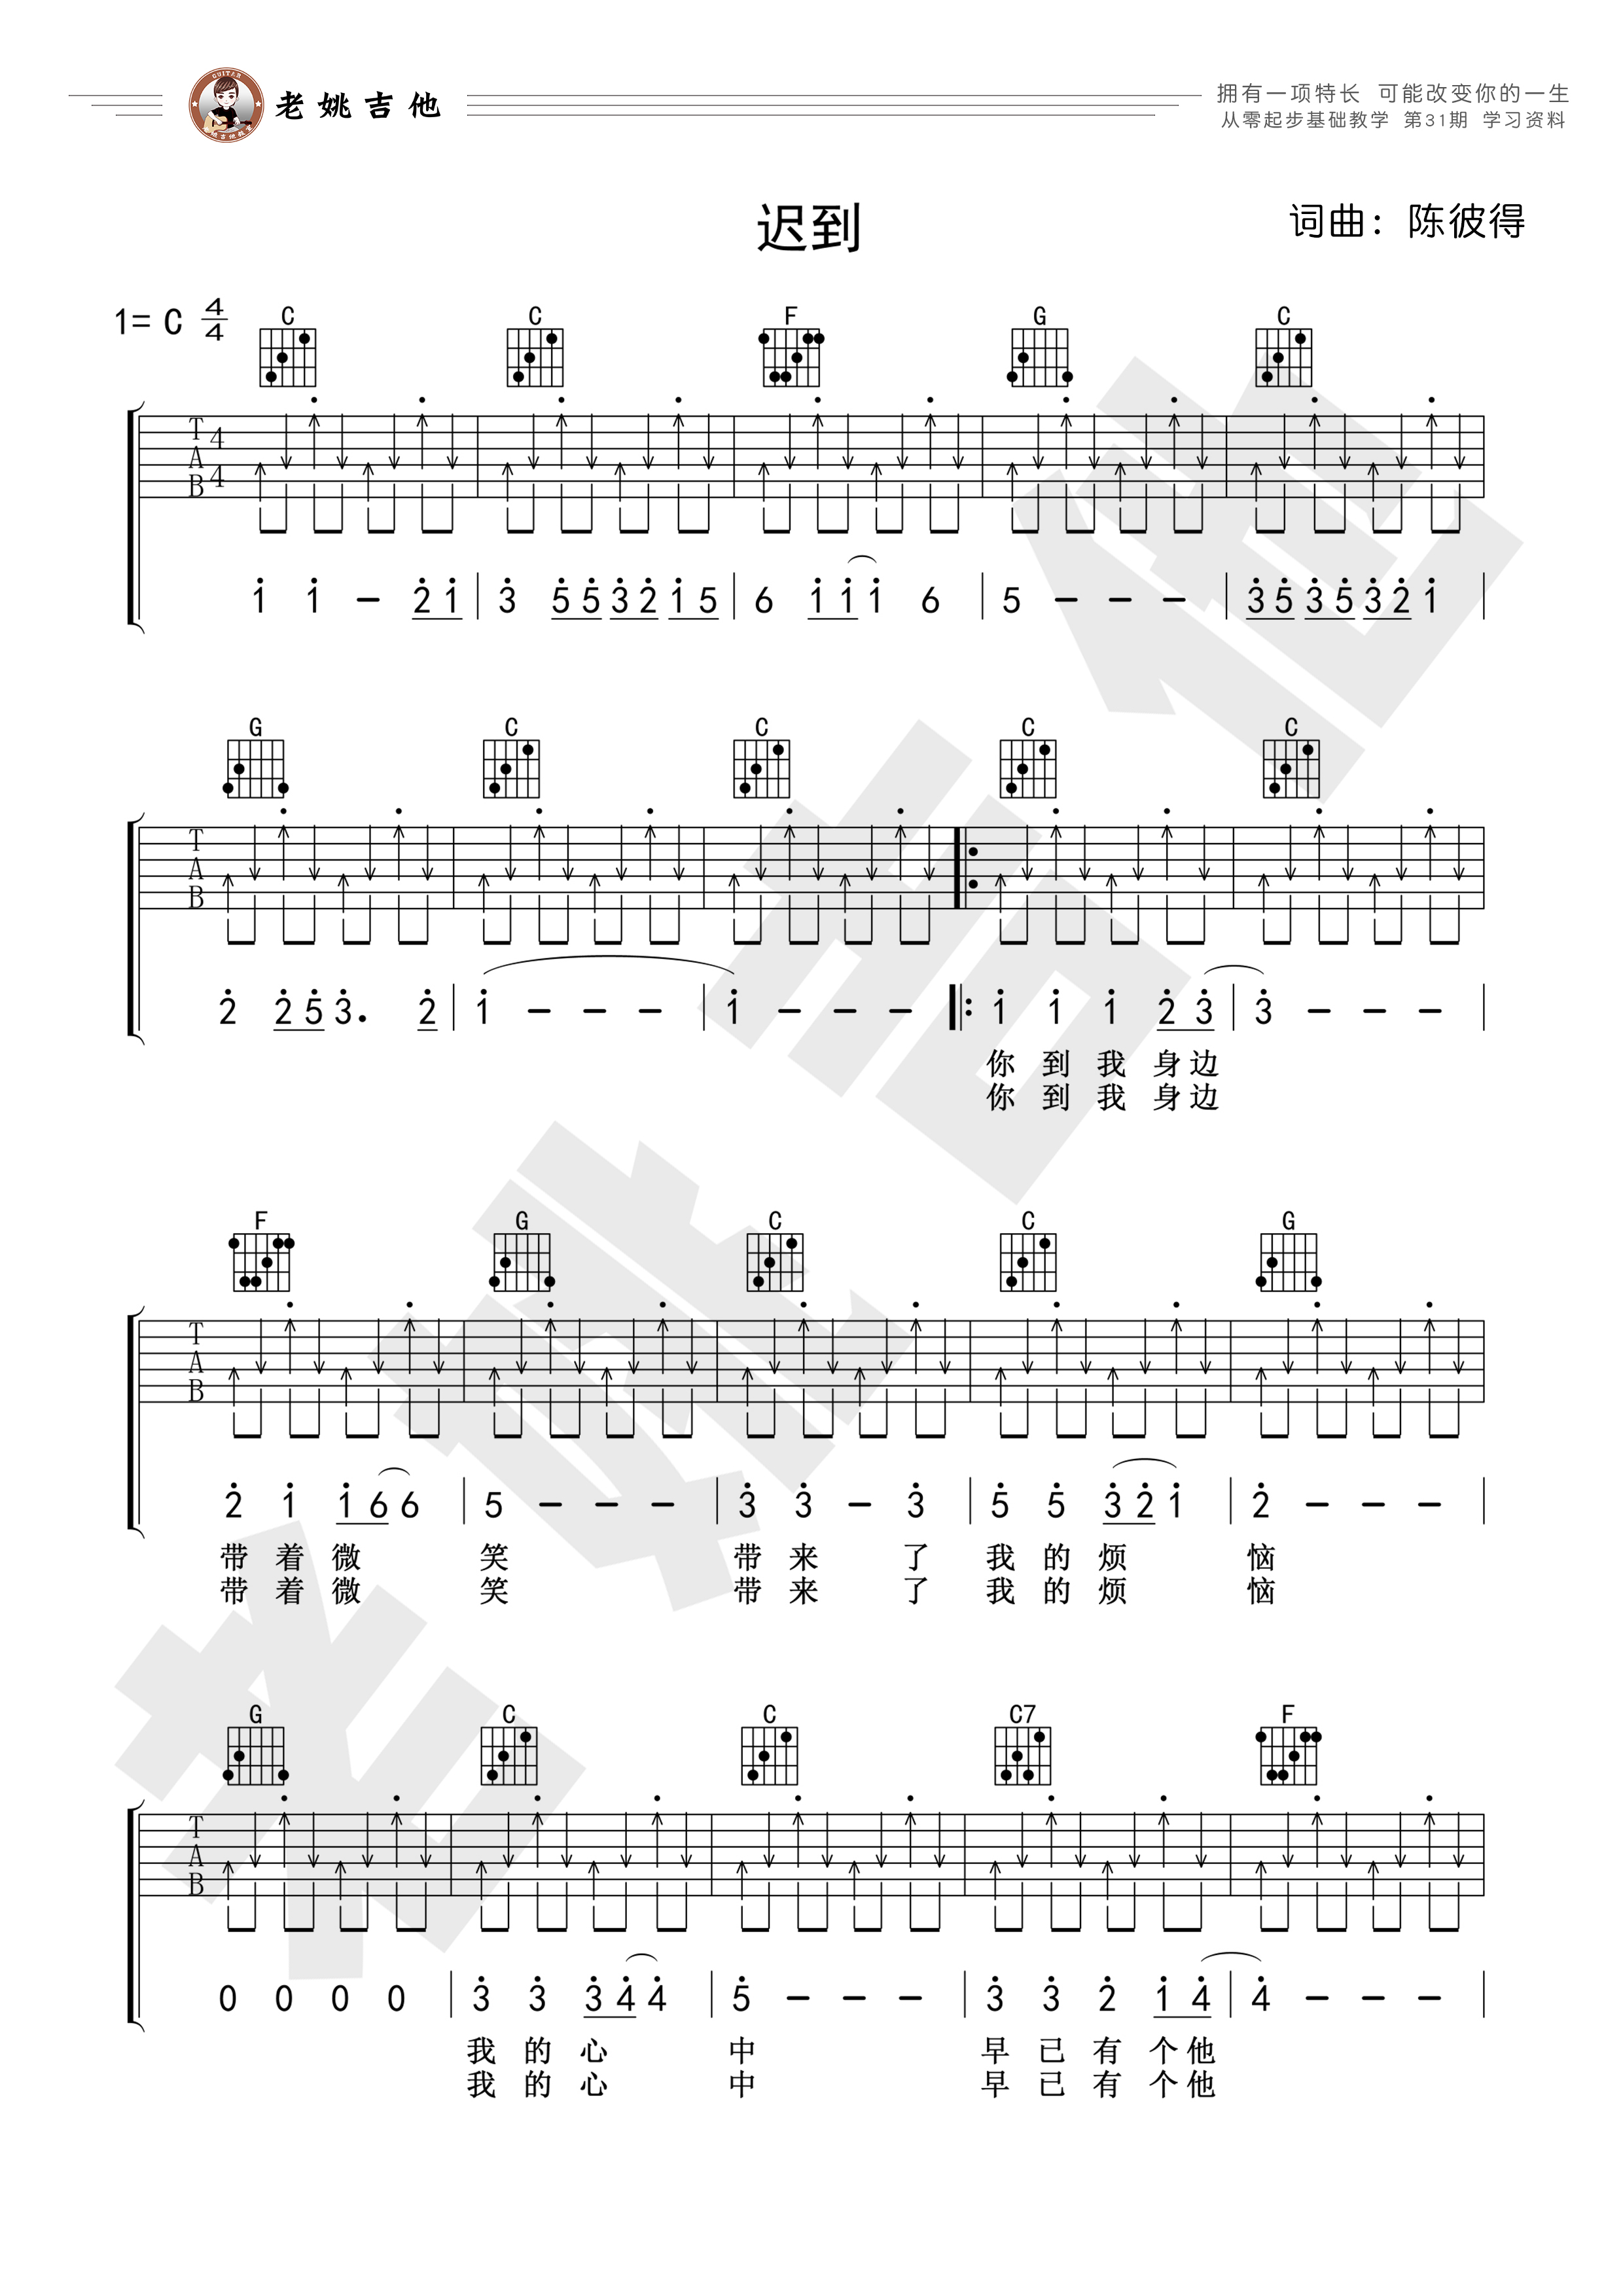 GUITAR
老姚吉他教室
老姚吉他
拥有一项特长 可能改变你的一生
从零起步基础教学 第31期 学习资料
迟到
词曲：陈彼得
1= C 4/4
C C F G C
T A B 4/4
1̇ 1̇ – 2̇ 1̇ | 3̇ 5̇ 5̇ 3̇ 2̇ 1̇ 5 | 6 1̇ 1̇ 1̇ 6 | 5 – – – | 3̇ 5̇ 3̇ 5̇ 3̇ 2̇ 1̇ |
G C C C C
T A B
2̇ 2̇ 5̇ 3̇. 2̇ | 1̇ – – – | 1̇ – – – |: 1̇ 1̇ 1̇ 2̇ 3̇ | 3̇ – – – |
你 到 我 身 边
你 到 我 身 边
F G C C G
T A B
2̇ 1̇ 1̇ 6 6 | 5 – – – | 3̇ 3̇ – 3̇ | 5̇ 5̇ 3̇ 2̇ 1̇ | 2̇ – – – |
带 着 微 笑 带 来 了 我 的 烦 恼
带 着 微 笑 带 来 了 我 的 烦 恼
G C C C7 F
T A B
0 0 0 0 | 3̇ 3̇ 3̇ 4̇ 4̇ | 5̇ – – – | 3̇ 3̇ 2̇ 1̇ 4̇ | 4̇ – – – |
我 的 心 中 早 已 有 个 他
我 的 心 中 早 已 有 个 他
老姚吉他